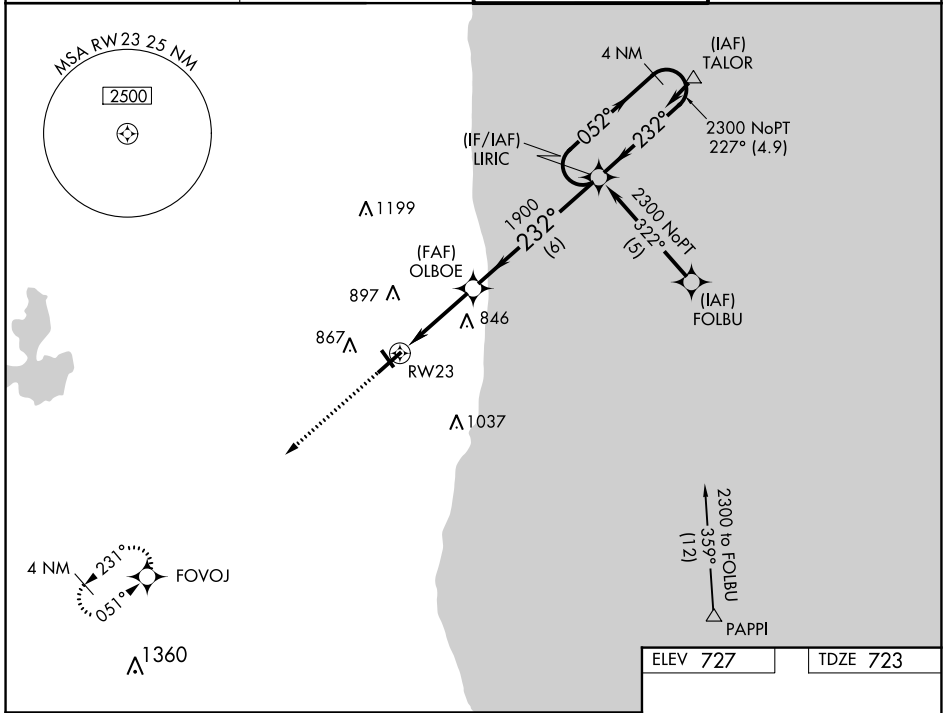 MSA RW23 25 NM
2500
4 NM
(IAF)
TALOR
052°
232°
2300 NoPT
227° (4.9)
(IF/IAF)
LIRIC
1199
1900
232°
(6)
2300 NoPT
322°
(5)
(FAF)
OLBOE
897
846
(IAF)
FOLBU
867
RW23
1037
2300 to FOLBU
359°
(12)
PAPPI
4 NM
231°
051°
FOVOJ
1360
ELEV 727
TDZE 723